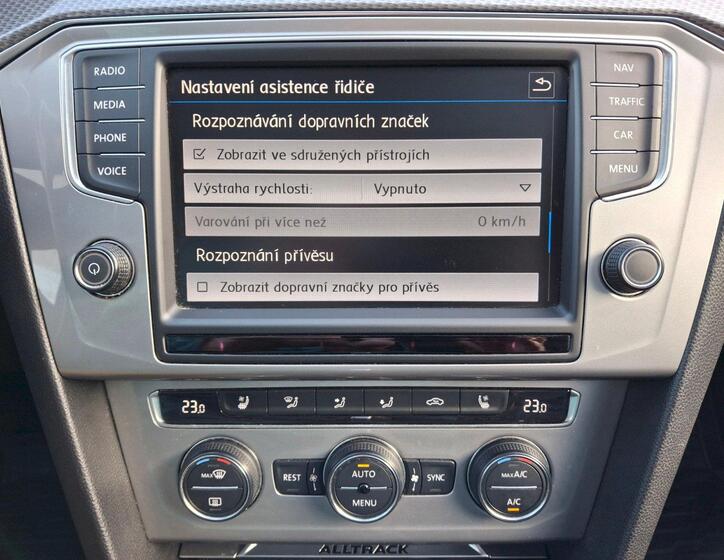 RADIO
MEDIA
PHONE
VOICE
Nastavení asistence řidiče
Rozpoznávání dopravních značek
Zobrazit ve sdružených přístrojích
Výstraha rychlosti: Vypnuto
Varování při více než 0 km/h
Rozpoznání přívěsu
Zobrazit dopravní značky pro přívěs
NAV
TRAFFIC
CAR
MENU
23.0
23.0
MAX
REST
AUTO
MENU
SYNC
MAX A/C
A/C
ALLTRACK